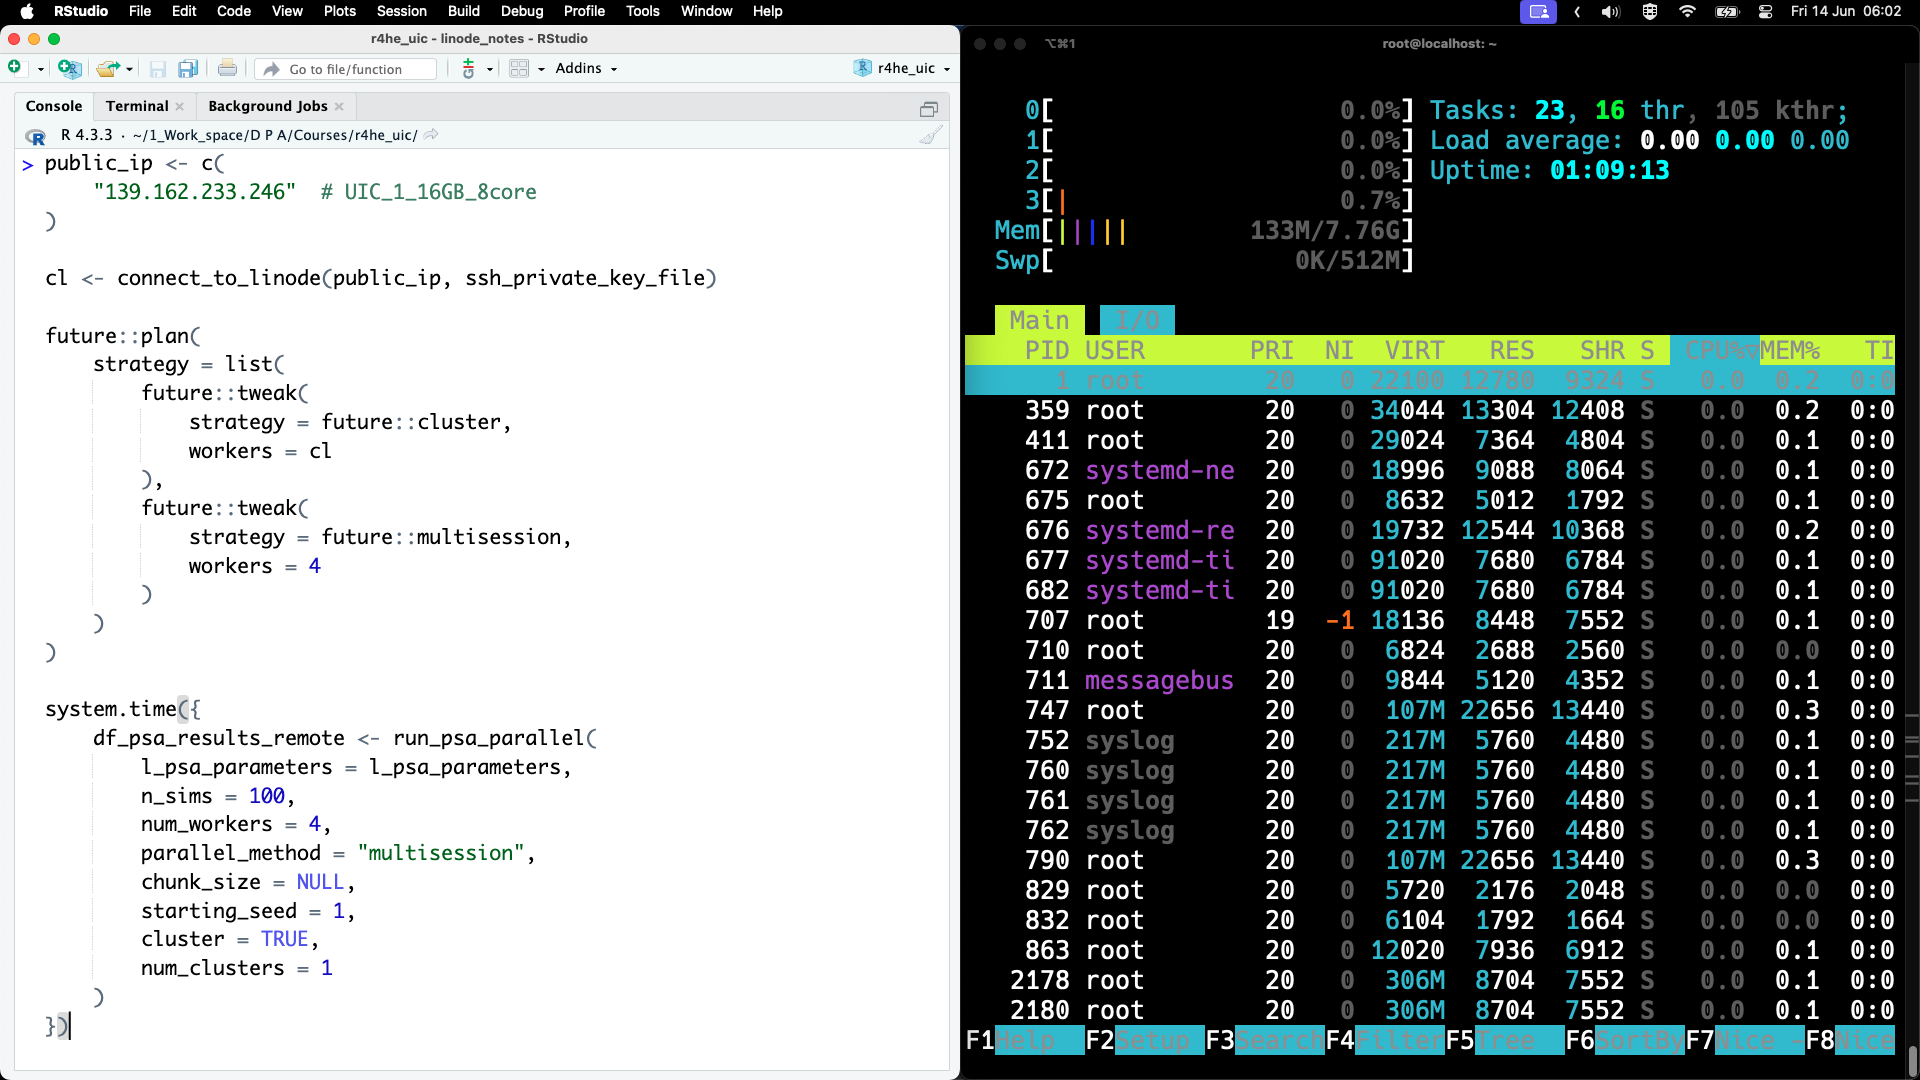 RStudio File Edit Code View Plots Session Build Debug Profile Tools Window Help Fri 14 Jun 06:02
r4he_uic - linode_notes - RStudio
Go to file/function Addins r4he_uic
Console Terminal Background Jobs
R 4.3.3 · ~/1_Work_space/D P A/Courses/r4he_uic/
> public_ip <- c(
"139.162.233.246" # UIC_1_16GB_8core
)
cl <- connect_to_linode(public_ip, ssh_private_key_file)
future::plan(
strategy = list(
future::tweak(
strategy = future::cluster,
workers = cl
),
future::tweak(
strategy = future::multisession,
workers = 4
)
)
)
system.time({
df_psa_results_remote <- run_psa_parallel(
l_psa_parameters = l_psa_parameters,
n_sims = 100,
num_workers = 4,
parallel_method = "multisession",
chunk_size = NULL,
starting_seed = 1,
cluster = TRUE,
num_clusters = 1
)
})
⌥⌘1 root@localhost: ~
0[ 0.0%] Tasks: 23, 16 thr, 105 kthr;
1[ 0.0%] Load average: 0.00 0.00 0.00
2[ 0.0%] Uptime: 01:09:13
3[| 0.7%]
Mem[||||| 133M/7.76G]
Swp[ 0K/512M]
Main I/O
PID USER PRI NI VIRT RES SHR S CPU%▽MEM% TI
1 root 20 0 22100 12780 9324 S 0.0 0.2 0:0
359 root 20 0 34044 13304 12408 S 0.0 0.2 0:0
411 root 20 0 29024 7364 4804 S 0.0 0.1 0:0
672 systemd-ne 20 0 18996 9088 8064 S 0.0 0.1 0:0
675 root 20 0 8632 5012 1792 S 0.0 0.1 0:0
676 systemd-re 20 0 19732 12544 10368 S 0.0 0.2 0:0
677 systemd-ti 20 0 91020 7680 6784 S 0.0 0.1 0:0
682 systemd-ti 20 0 91020 7680 6784 S 0.0 0.1 0:0
707 root 19 -1 18136 8448 7552 S 0.0 0.1 0:0
710 root 20 0 6824 2688 2560 S 0.0 0.0 0:0
711 messagebus 20 0 9844 5120 4352 S 0.0 0.1 0:0
747 root 20 0 107M 22656 13440 S 0.0 0.3 0:0
752 syslog 20 0 217M 5760 4480 S 0.0 0.1 0:0
760 syslog 20 0 217M 5760 4480 S 0.0 0.1 0:0
761 syslog 20 0 217M 5760 4480 S 0.0 0.1 0:0
762 syslog 20 0 217M 5760 4480 S 0.0 0.1 0:0
790 root 20 0 107M 22656 13440 S 0.0 0.3 0:0
829 root 20 0 5720 2176 2048 S 0.0 0.0 0:0
832 root 20 0 6104 1792 1664 S 0.0 0.0 0:0
863 root 20 0 12020 7936 6912 S 0.0 0.1 0:0
2178 root 20 0 306M 8704 7552 S 0.0 0.1 0:0
2180 root 20 0 306M 8704 7552 S 0.0 0.1 0:0
F1Help F2Setup F3SearchF4FilterF5Tree F6SortByF7Nice -F8Nice